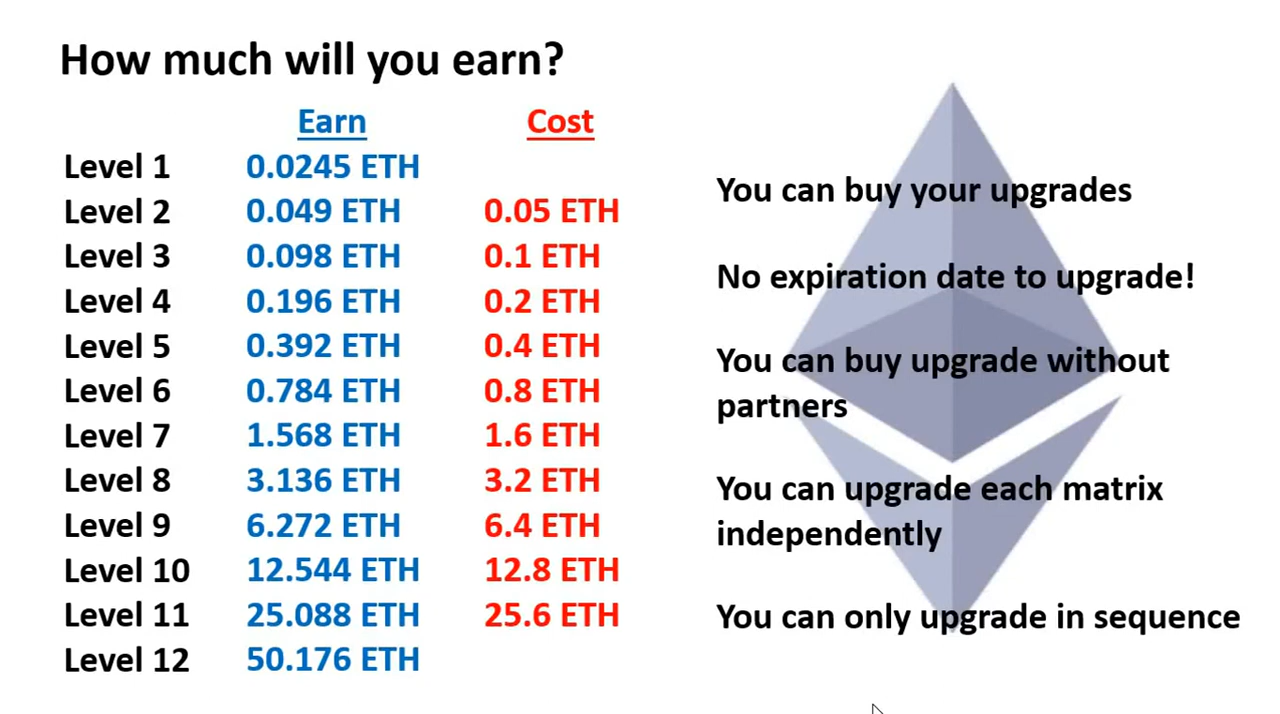 How much will you earn?
Earn Cost
Level 1 0.0245 ETH
Level 2 0.049 ETH 0.05 ETH
Level 3 0.098 ETH 0.1 ETH
Level 4 0.196 ETH 0.2 ETH
Level 5 0.392 ETH 0.4 ETH
Level 6 0.784 ETH 0.8 ETH
Level 7 1.568 ETH 1.6 ETH
Level 8 3.136 ETH 3.2 ETH
Level 9 6.272 ETH 6.4 ETH
Level 10 12.544 ETH 12.8 ETH
Level 11 25.088 ETH 25.6 ETH
Level 12 50.176 ETH
You can buy your upgrades
No expiration date to upgrade!
You can buy upgrade without
partners
You can upgrade each matrix
independently
You can only upgrade in sequence